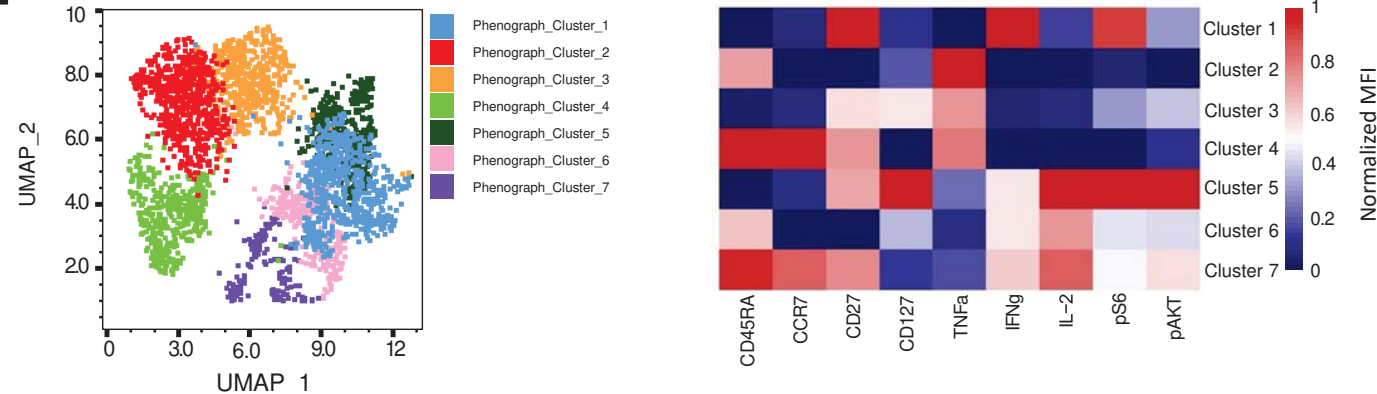 10
8.0
6.0
4.0
2.0
UMAP_2
0
3.0
6.0
9.0
12
UMAP 1
Phenograph_Cluster_1
Phenograph_Cluster_2
Phenograph_Cluster_3
Phenograph_Cluster_4
Phenograph_Cluster_5
Phenograph_Cluster_6
Phenograph_Cluster_7
Cluster 1
Cluster 2
Cluster 3
Cluster 4
Cluster 5
Cluster 6
Cluster 7
CD45RA
CCR7
CD27
CD127
TNFa
IFNg
IL-2
pS6
pAKT
1
0.8
0.6
0.4
0.2
0
Normalized MFI